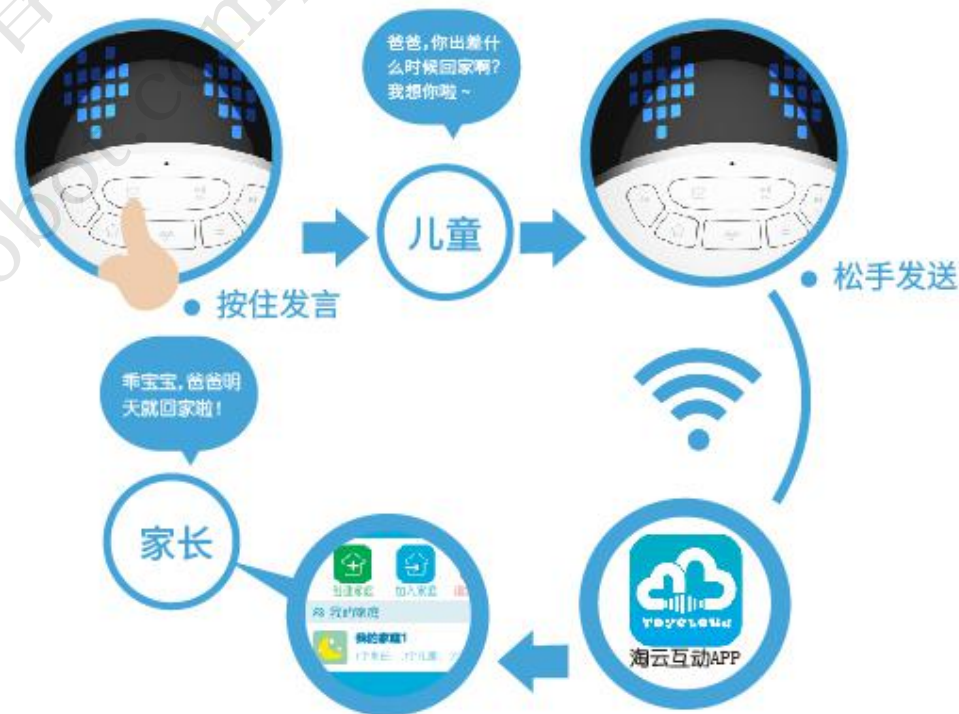 爸爸,你出差什
么时候回家啊?
我想你啦~
儿童
按住发言
松手发送
乖宝宝,爸爸明
天就回家啦!
家长
创建家庭
加入家庭
我的家庭
我的家庭1
TOYCLOUD
淘云互动APP